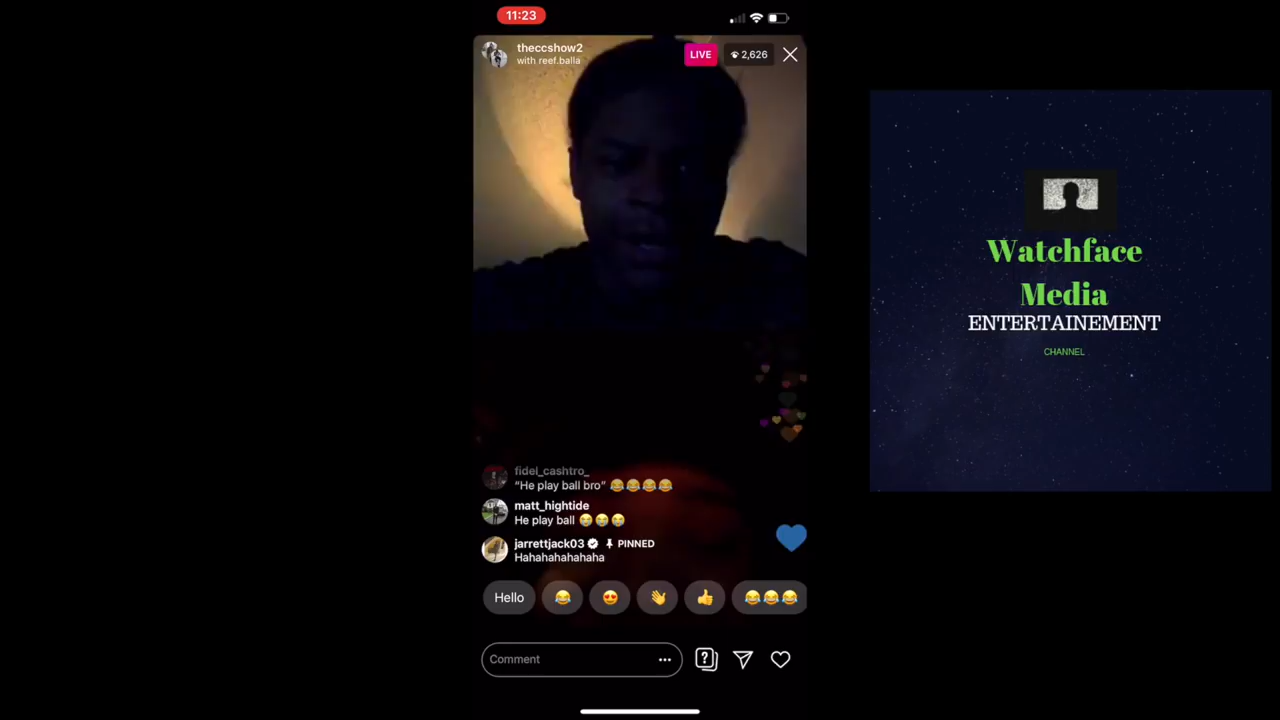 11:23
theccshow2
with reef.balla
LIVE
2,626
Watchface
Media
ENTERTAINEMENT
CHANNEL
fidel_cashtro_
“He play ball bro” 😂😂😂😂
matt_hightide
He play ball 😭😭😭
jarrettjack03 PINNED
Hahahahahahaha
Hello 😂 😍 👋 👍 😂😂😂
Comment